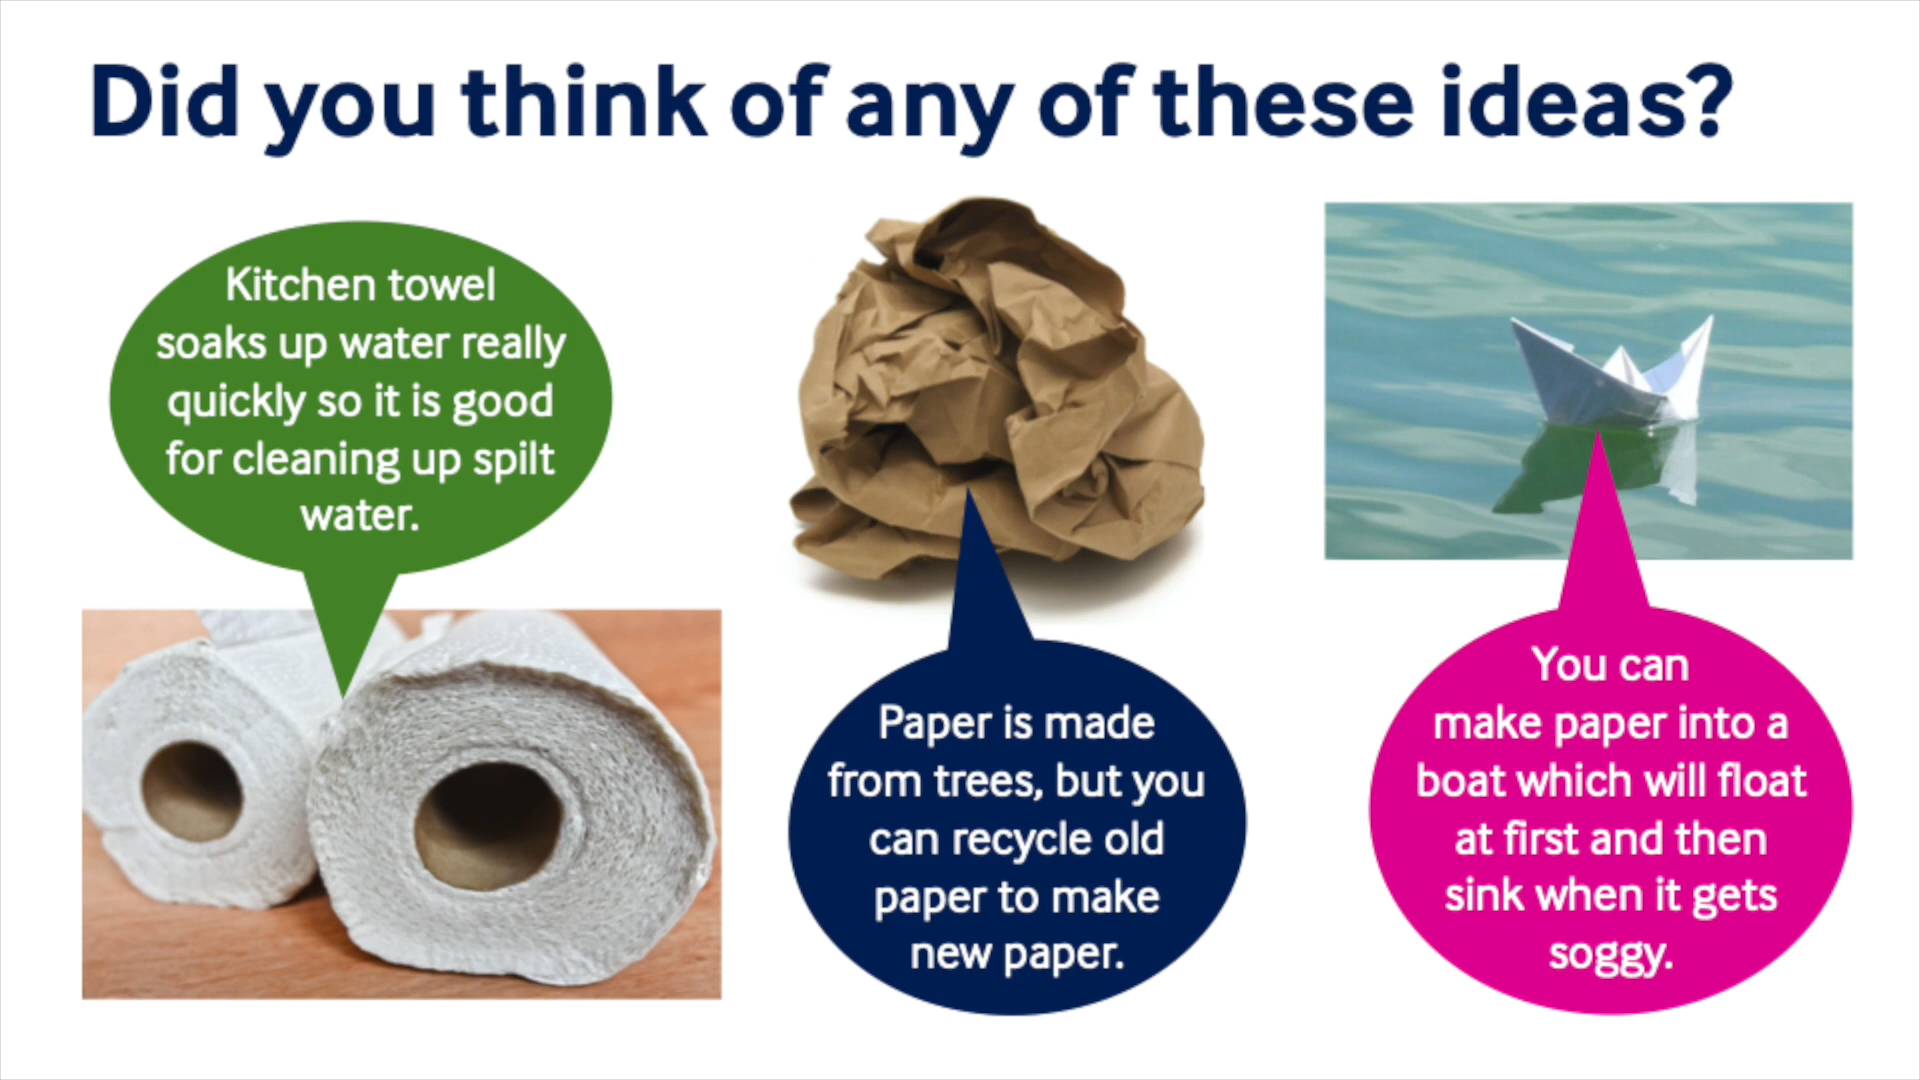 Did you think of any of these ideas?
Kitchen towel
soaks up water really
quickly so it is good
for cleaning up spilt
water.
Paper is made
from trees, but you
can recycle old
paper to make
new paper.
You can
make paper into a
boat which will float
at first and then
sink when it gets
soggy.